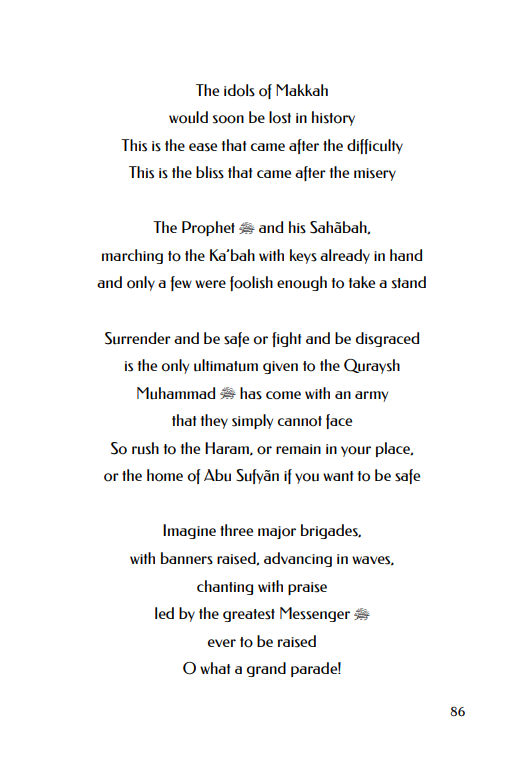 The idols of Makkah
would soon be lost in history
This is the ease that came after the difficulty
This is the bliss that came after the misery
The Prophet ﷺ and his Sahãbah,
marching to the Ka’bah with keys already in hand
and only a few were foolish enough to take a stand
Surrender and be safe or fight and be disgraced
is the only ultimatum given to the Quraysh
Muhammad ﷺ has come with an army
that they simply cannot face
So rush to the Haram, or remain in your place,
or the home of Abu Sufyãn if you want to be safe
Imagine three major brigades,
with banners raised, advancing in waves,
chanting with praise
led by the greatest Messenger ﷺ
ever to be raised
O what a grand parade!
86